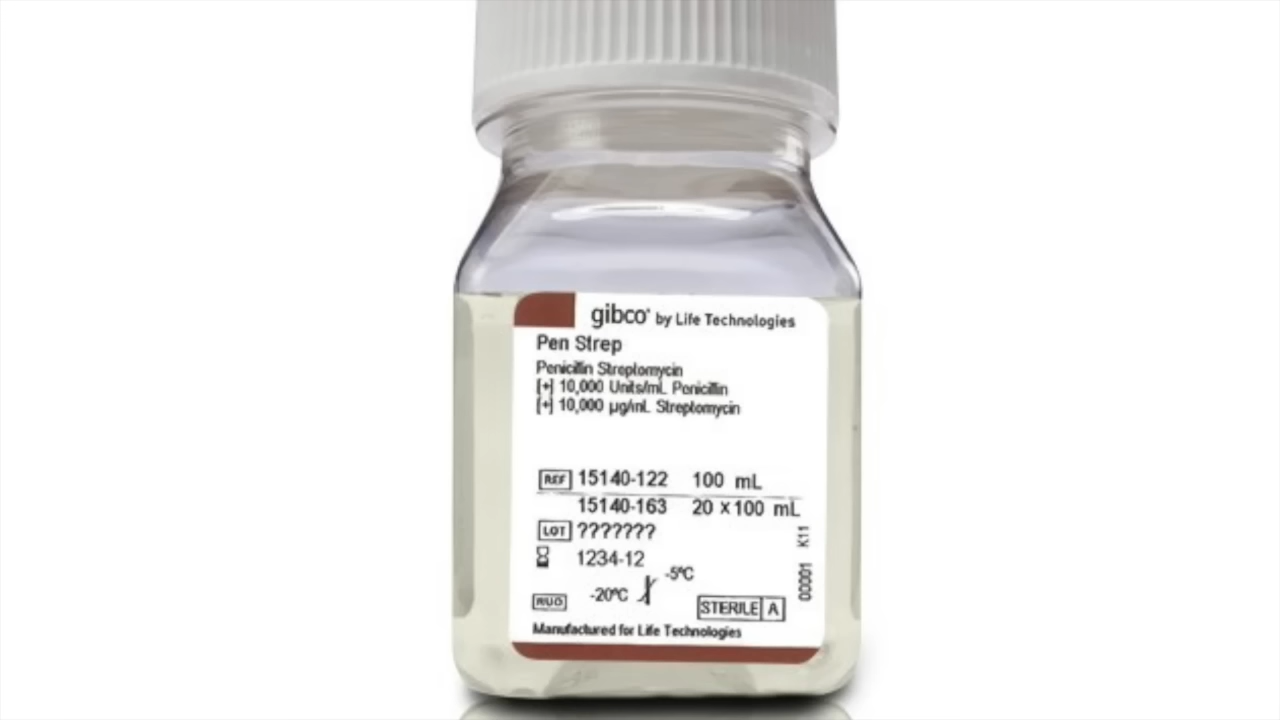 gibco® by Life Technologies
Pen Strep
Penicillin Streptomycin
[+] 10,000 Units/mL Penicillin
[+] 10,000 µg/mL Streptomycin
REF 15140-122 100 mL
15140-163 20 x 100 mL
LOT ???????
1234-12
-5ºC
-20ºC
RUO
STERILE A
00001 K11
Manufactured for Life Technologies